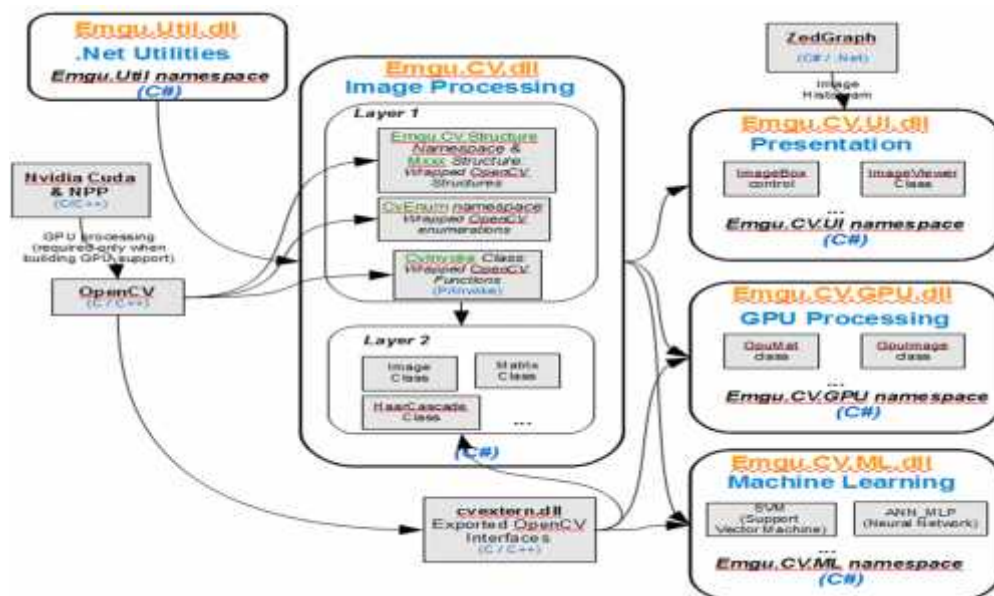 Emgu.Util.dll
.Net Utilities
Emgu.Util namespace
(C#)
Nvidia Cuda
& NPP
(C/C++)
GPU processing
(required only when
building GPU support)
OpenCV
(C / C++)
Emgu.CV.dll
Image Processing
Layer 1
Emgu.CV.Structure
Namespace &
Mxxx Structure
Wrapped OpenCV
Structures
CvEnum namespace
Wrapped OpenCV
enumerations
CvInvoke Class
Wrapped OpenCV
Functions
(P/Invoke)
Layer 2
Image
Class
Matrix
Class
HaarCascade
Class
...
(C#)
cvextern.dll
Exported OpenCV
Interfaces
(C / C++)
ZedGraph
(C# / .Net)
Image
Histogram
Emgu.CV.UI.dll
Presentation
ImageBox
control
ImageViewer
Class
...
Emgu.CV.UI namespace
(C#)
Emgu.CV.GPU.dll
GPU Processing
GpuMat
class
GpuImage
class
...
Emgu.CV.GPU namespace
(C#)
Emgu.CV.ML.dll
Machine Learning
SVM
(Support
Vector Machine)
ANN_MLP
(Neural Network)
...
Emgu.CV.ML namespace
(C#)